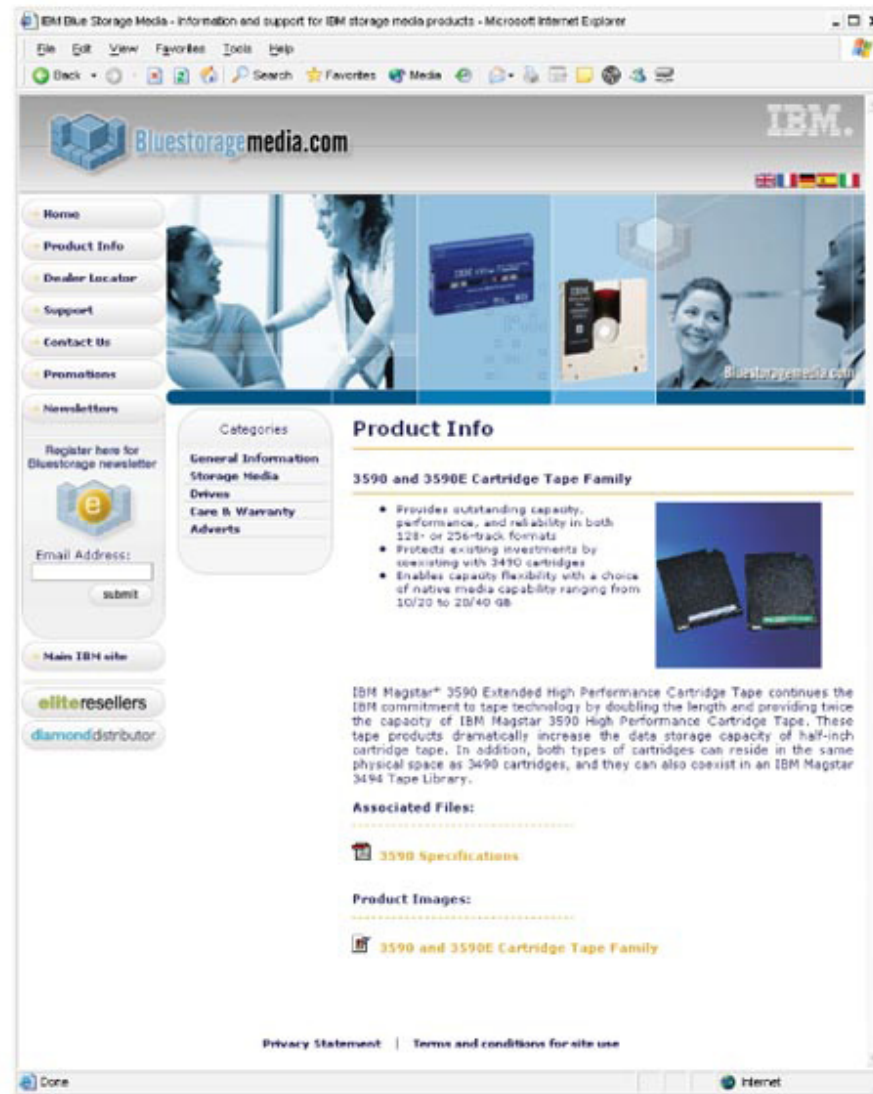 IBM Blue Storage Media - information and support for IBM storage media products - Microsoft Internet Explorer
File Edit View Favorites Tools Help
Back Search Favorites Media
Bluestoragemedia.com
IBM.
Home
Product Info
Dealer Locator
Support
Contact Us
Promotions
Newsletters
Register here for
Bluestorage newsletter
e
Email Address:
submit
Main IBM site
eliteresellers
diamonddistributor
IBM
IBM
Bluestoragemedia.com
Categories
General Information
Storage Media
Drives
Care & Warranty
Adverts
Product Info
3590 and 3590E Cartridge Tape Family
• Provides outstanding capacity,
performance, and reliability in both
128- or 256-track formats
• Protects existing investments by
coexisting with 3490 cartridges
• Enables capacity flexibility with a choice
of native media capability ranging from
10/20 to 20/40 GB
IBM Magstar* 3590 Extended High Performance Cartridge Tape continues the
IBM commitment to tape technology by doubling the length and providing twice
the capacity of IBM Magstar 3590 High Performance Cartridge Tape. These
tape products dramatically increase the data storage capacity of half-inch
cartridge tape. In addition, both types of cartridges can reside in the same
physical space as 3490 cartridges, and they can also coexist in an IBM Magstar
3494 Tape Library.
Associated Files:
3590 Specifications
Product Images:
3590 and 3590E Cartridge Tape Family
Privacy Statement | Terms and conditions for site use
Done
Internet